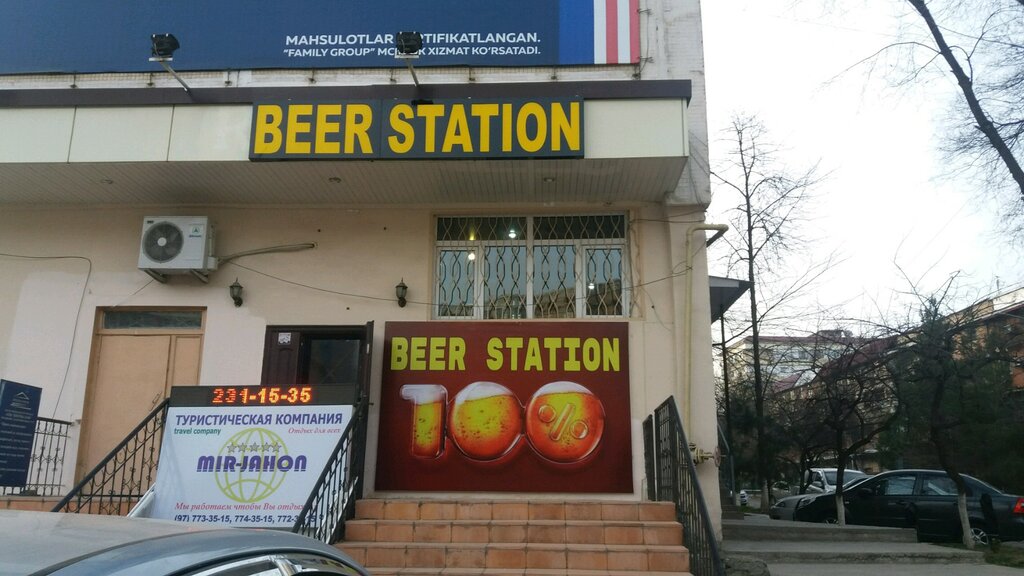 MAHSULOTLAR SERTIFIKATLANGAN.
"FAMILY GROUP" MCHJ XIZMAT KO'RSATADI.
BEER STATION
BEER STATION
100%
231-15-35
ТУРИСТИЧЕСКАЯ КОМПАНИЯ
travel company Отдых для всех
MIR-JAHON
Мы работаем чтобы Вы отдых
(97) 773-35-15, 774-35-15, 772-3 -15